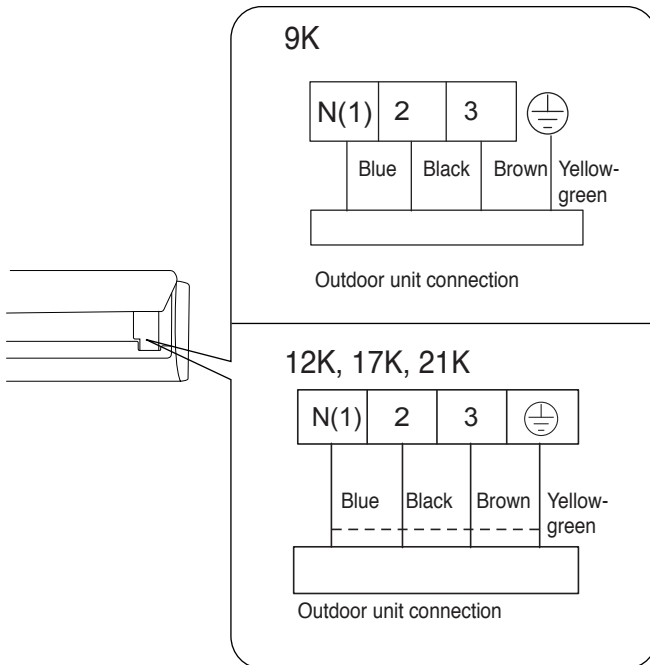 9K
N(1) 2 3
Blue Black Brown Yellow-
green
Outdoor unit connection
12K, 17K, 21K
N(1) 2 3
Blue Black Brown Yellow-
green
Outdoor unit connection